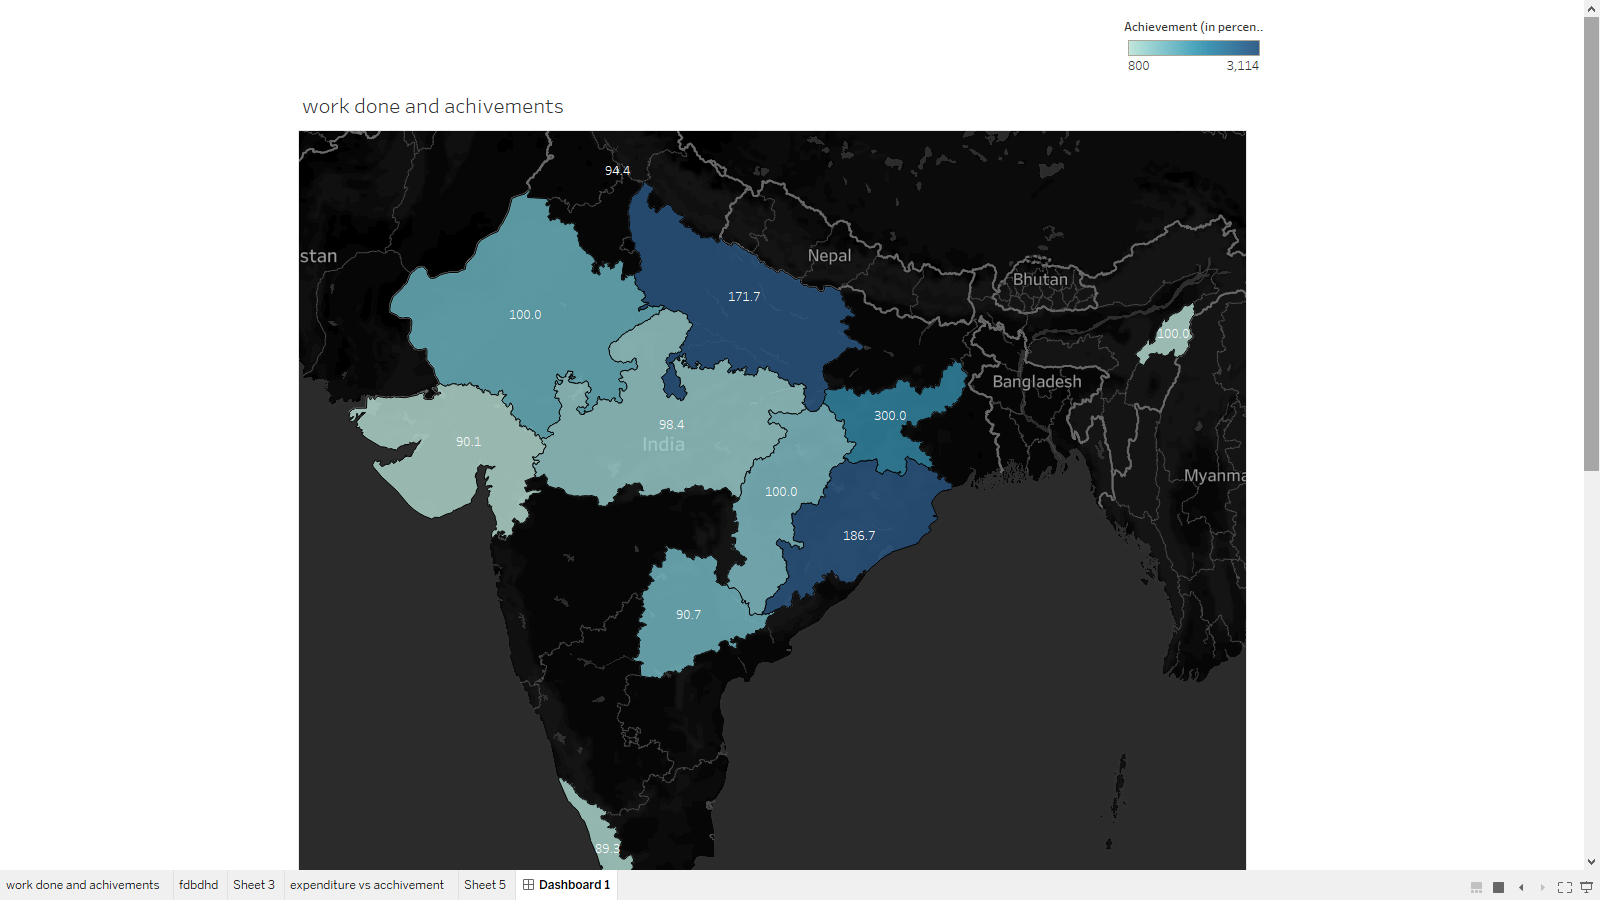 Achievement (in percen..
800 3,114
work done and achivements
94.4
stan
Nepal
171.7
Bhutan
100.0
100.0
Bangladesh
300.0
98.4
90.1
India
Myanma
100.0
186.7
90.7
89.3
work done and achivements fdbdhd Sheet 3 expenditure vs acchivement Sheet 5 Dashboard 1